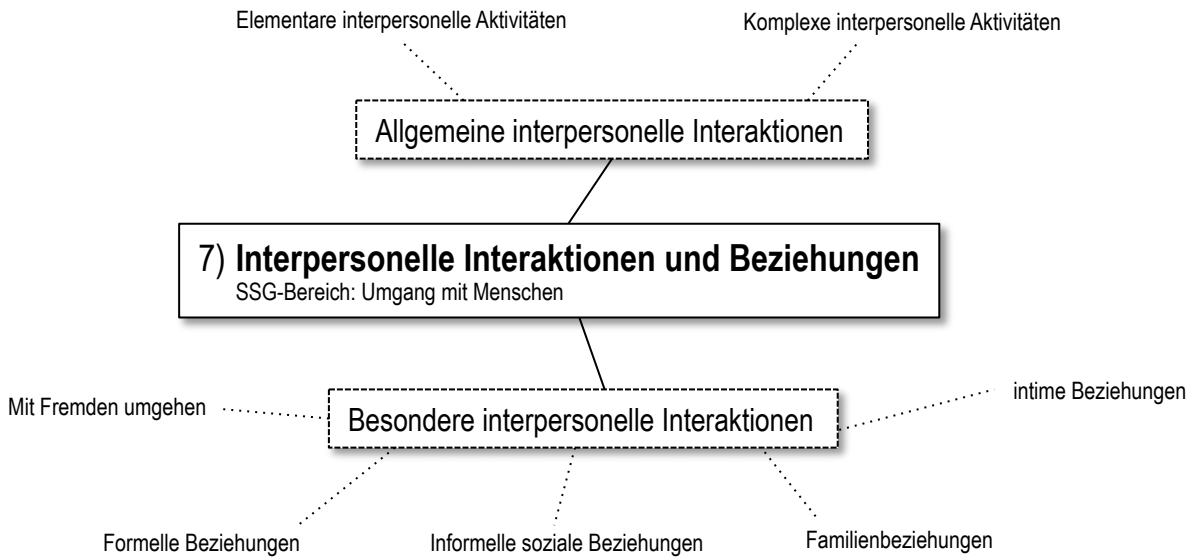 Elementare interpersonelle Aktivitäten
Komplexe interpersonelle Aktivitäten
Allgemeine interpersonelle Interaktionen
7) Interpersonelle Interaktionen und Beziehungen
SSG-Bereich: Umgang mit Menschen
intime Beziehungen
Mit Fremden umgehen
Besondere interpersonelle Interaktionen
Formelle Beziehungen
Informelle soziale Beziehungen
Familienbeziehungen